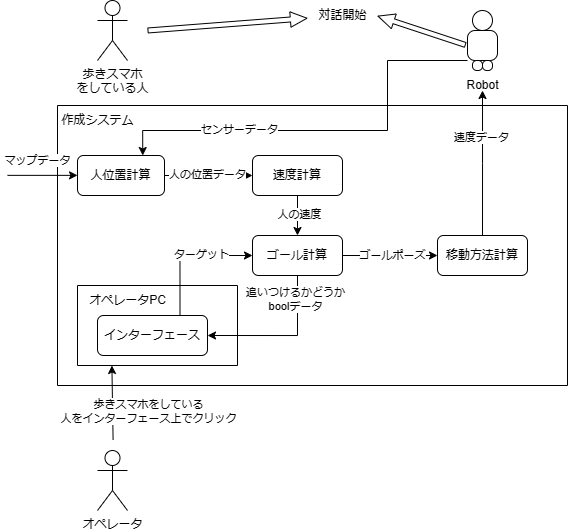 対話開始
歩きスマホ
をしている人
Robot
作成システム
センサーデータ
速度データ
マップデータ
人位置計算
人の位置データ
速度計算
人の速度
ターゲット
ゴール計算
ゴールポーズ
移動方法計算
追いつけるかどうか
boolデータ
オペレータPC
インターフェース
歩きスマホをしている
人をインターフェース上でクリック
オペレータ